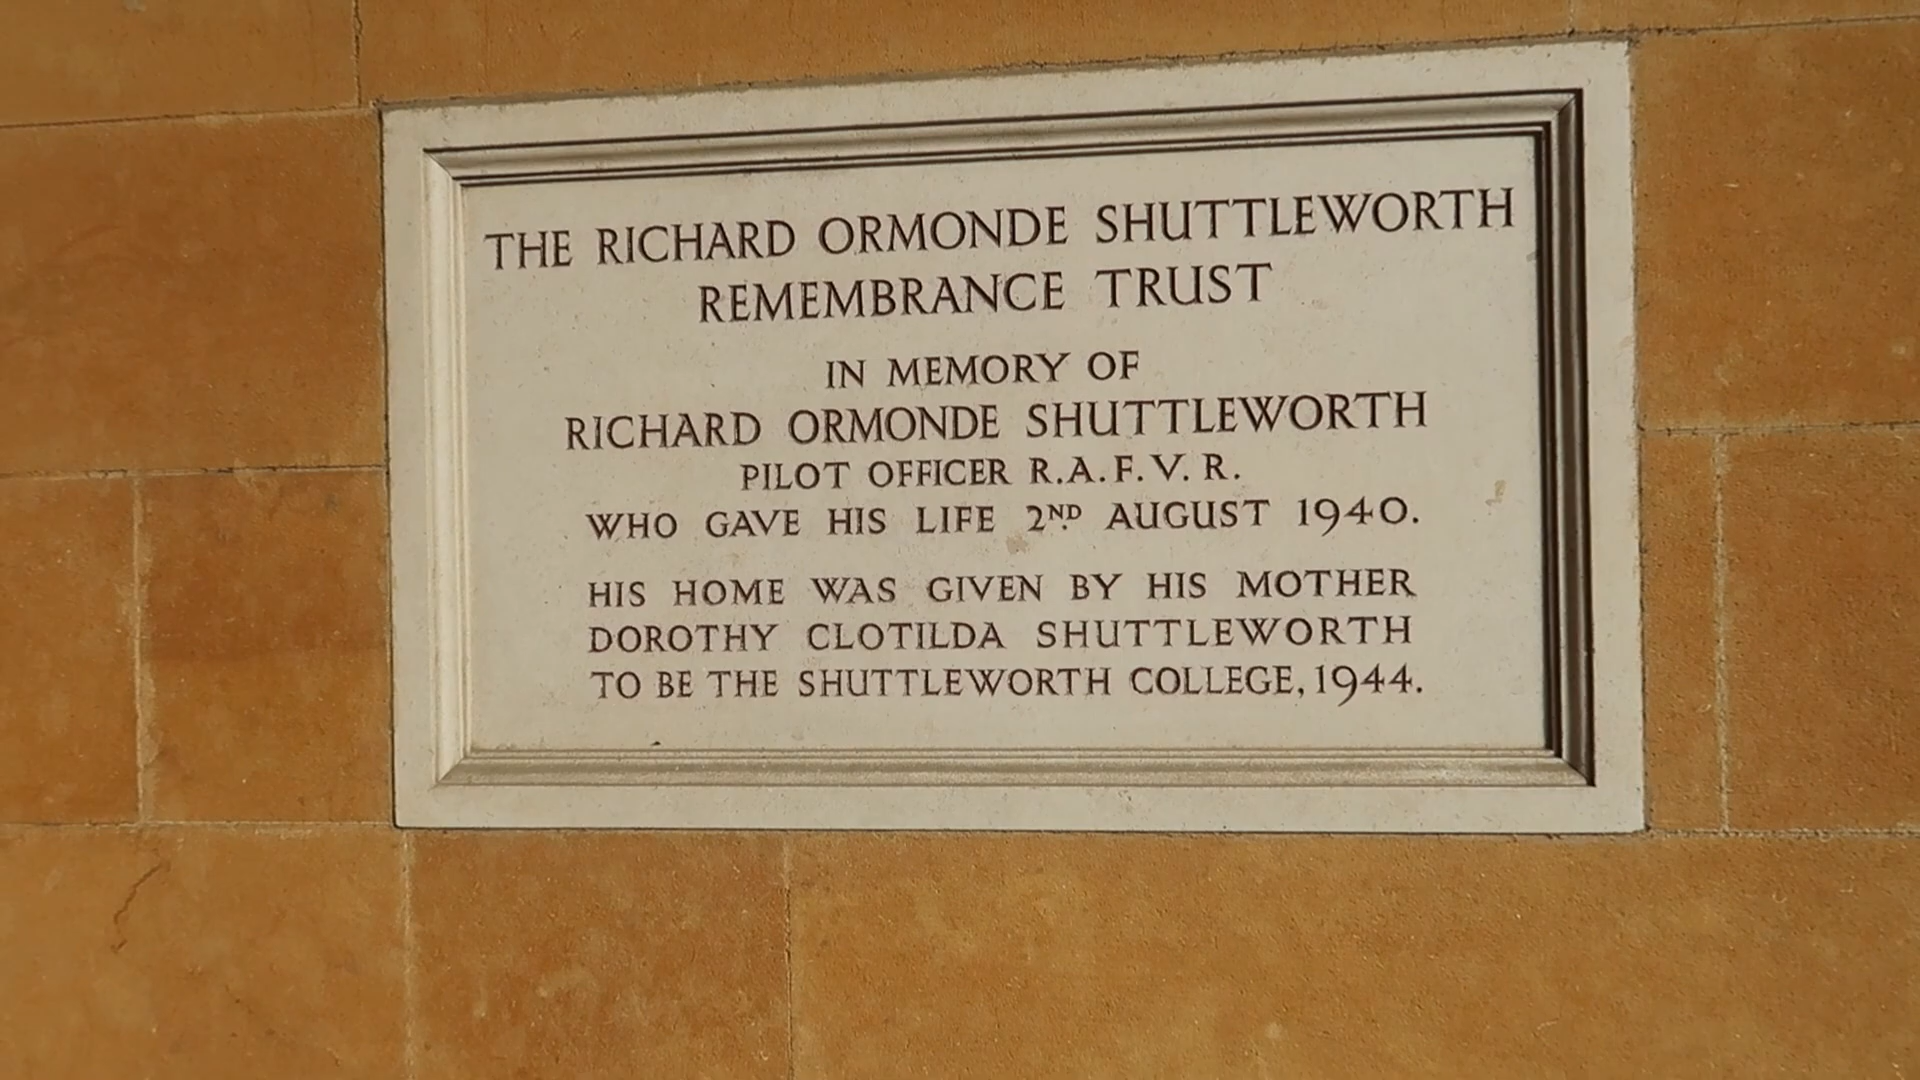 THE RICHARD ORMONDE SHUTTLEWORTH
REMEMBRANCE TRUST
IN MEMORY OF
RICHARD ORMONDE SHUTTLEWORTH
PILOT OFFICER R.A.F.V.R.
WHO GAVE HIS LIFE 2ND AUGUST 1940.
HIS HOME WAS GIVEN BY HIS MOTHER
DOROTHY CLOTILDA SHUTTLEWORTH
TO BE THE SHUTTLEWORTH COLLEGE, 1944.